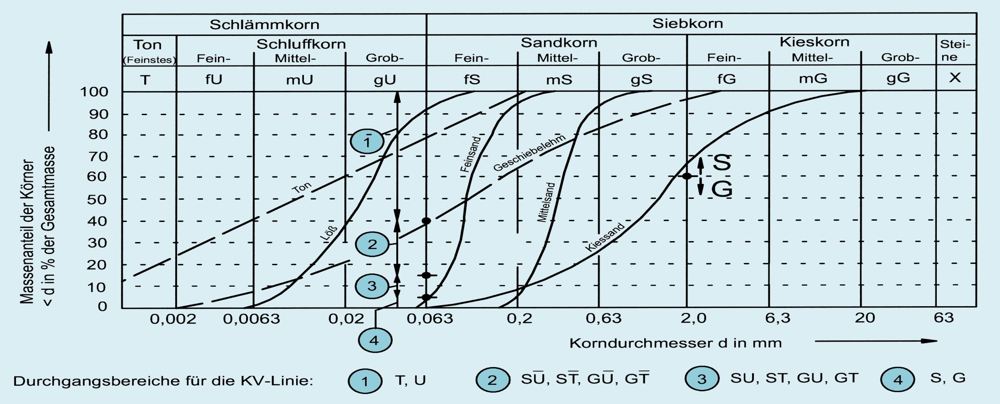 Schlämmkorn Siebkorn
Ton Schluffkorn Sandkorn Kieskorn Stei-
(Feinstes) Fein- Mittel- Grob- Fein- Mittel- Grob- Fein- Mittel- Grob- ne
T fU mU gU fS mS gS fG mG gG X
100
90
80
70
60
50
40
30
20
10
0
Massenanteil der Körner
< d in % der Gesamtmasse
1
2
3
4
Ton
Löß
Feinsand
Geschiebelehm
Mittelsand
Kiessand
S
G
0,002 0,0063 0,02 0,063 0,2 0,63 2,0 6,3 20 63
Korndurchmesser d in mm
Durchgangsbereiche für die KV-Linie: 1 T, U 2 SU̅, ST̅, GU̅, GT̅ 3 SU, ST, GU, GT 4 S, G